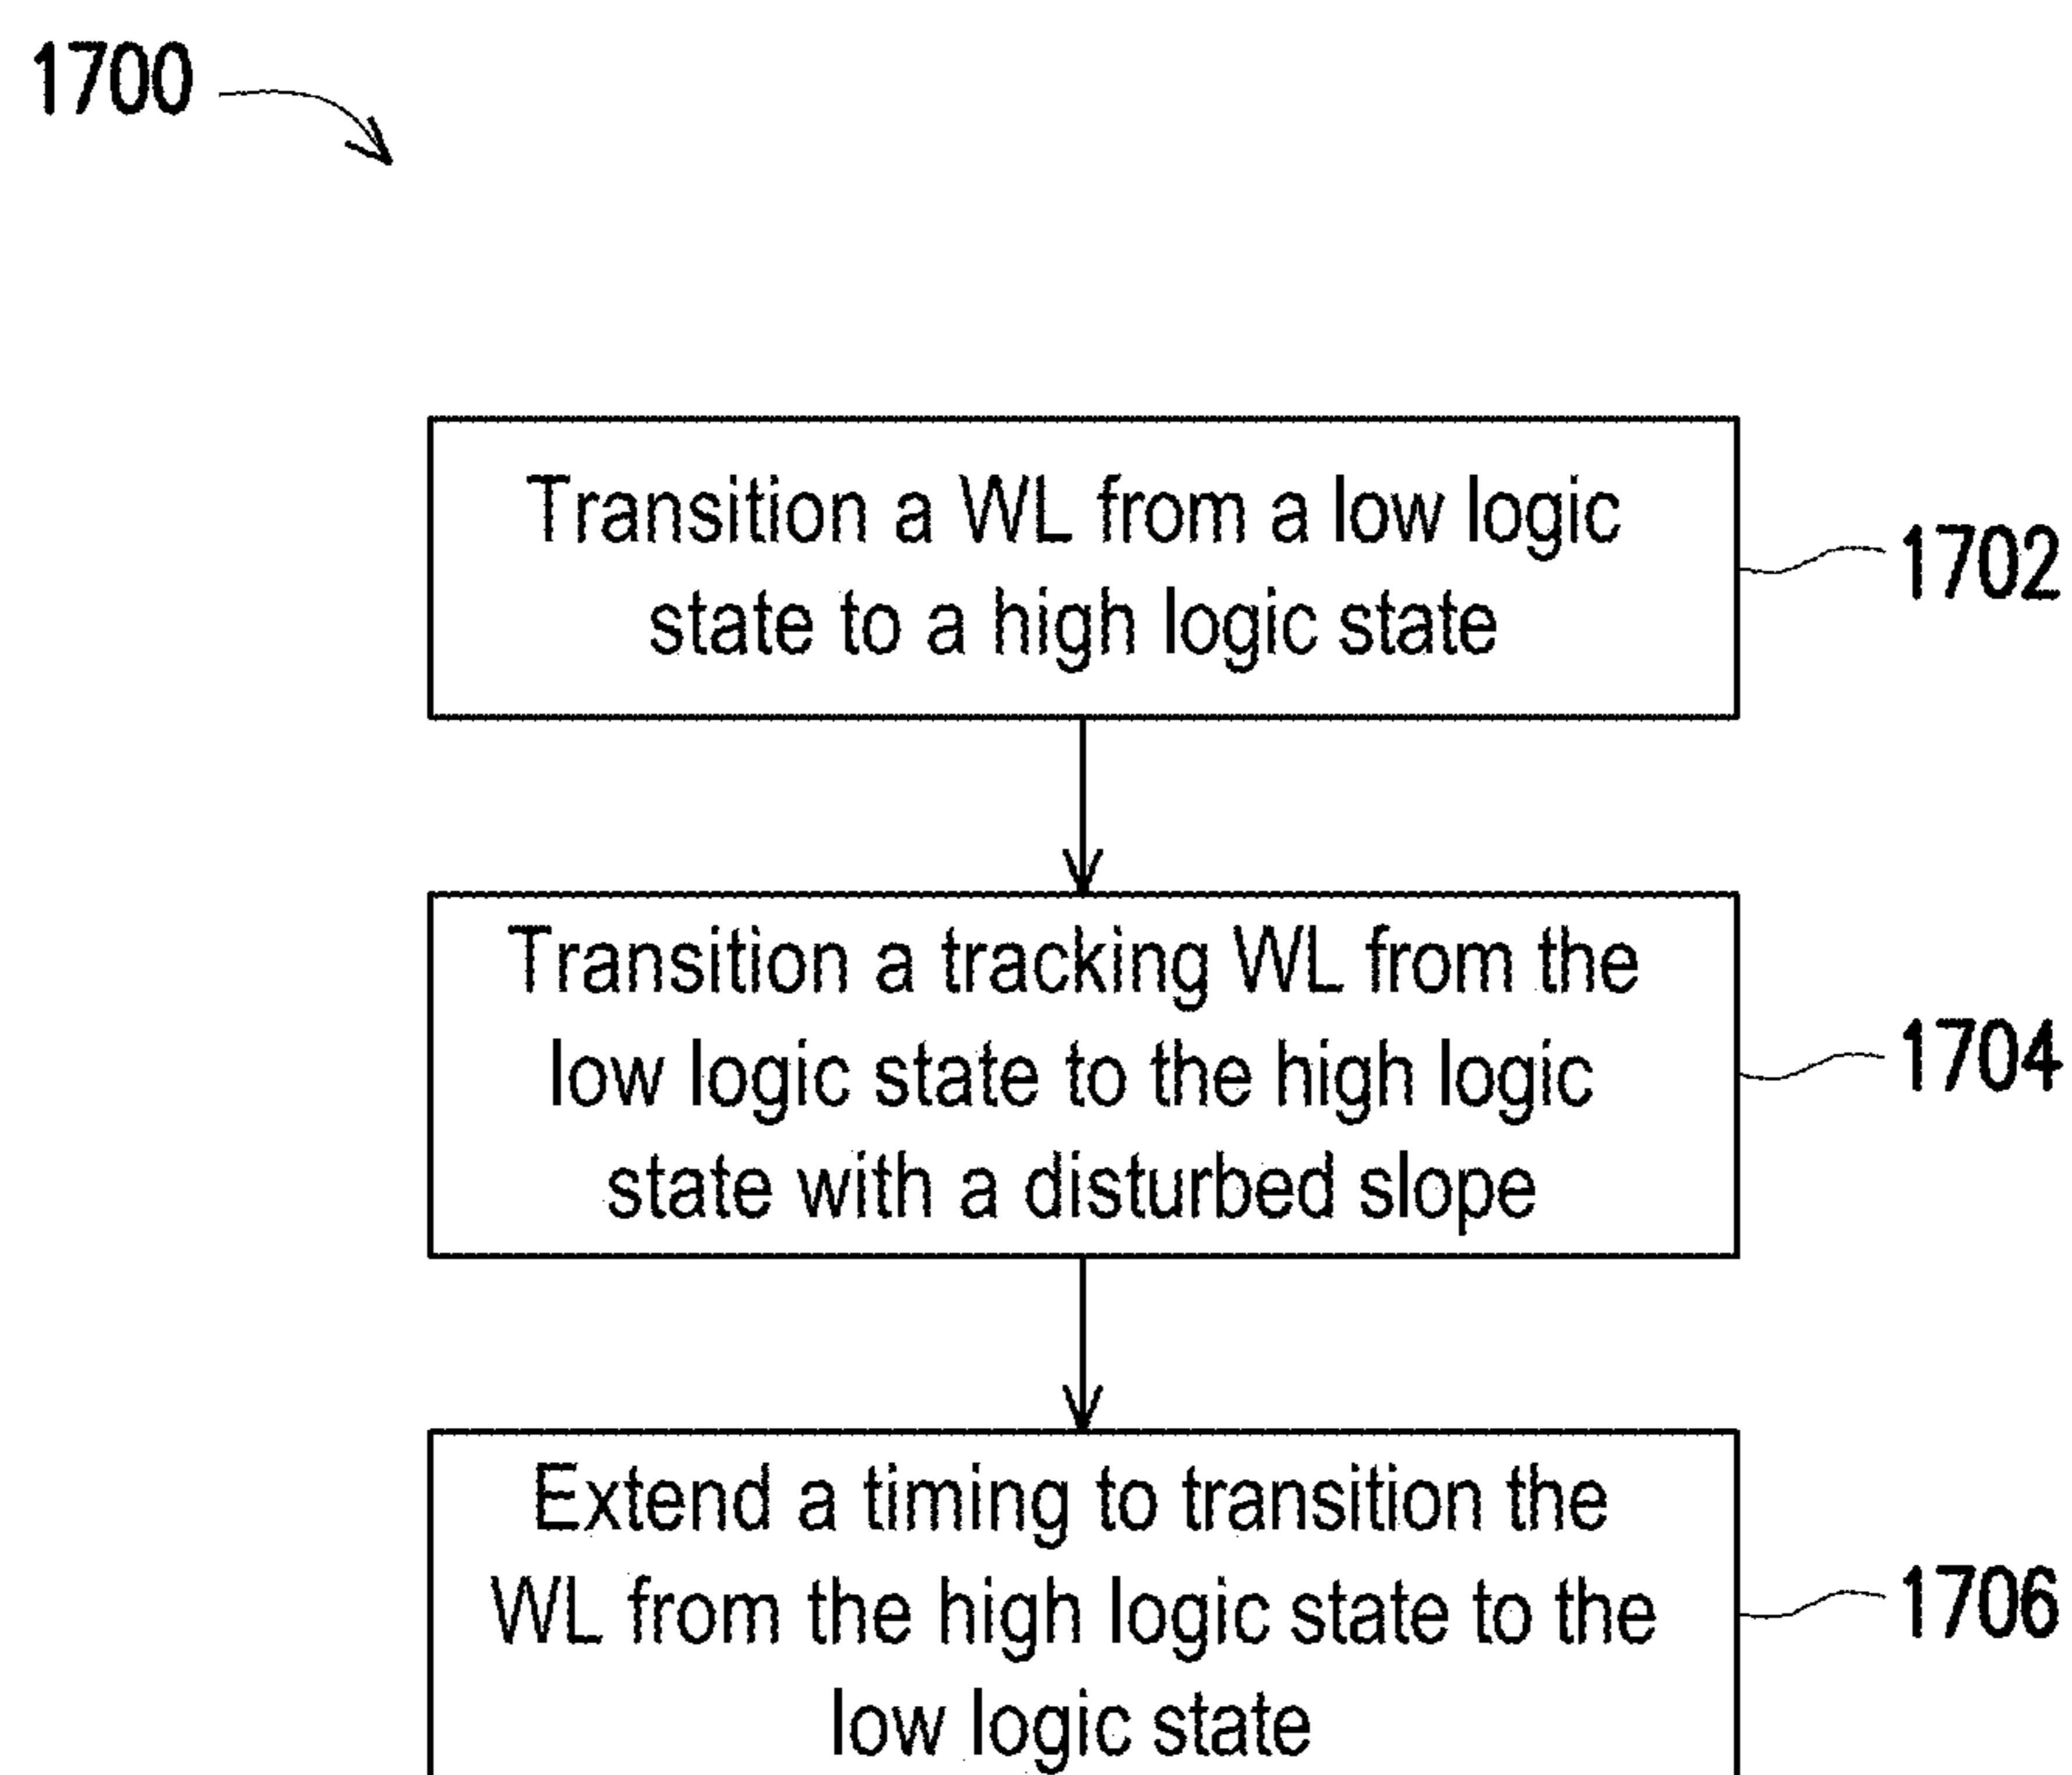 1700
Transition a WL from a low logic
state to a high logic state
1702
Transition a tracking WL from the
low logic state to the high logic
state with a disturbed slope
1704
Extend a timing to transition the
WL from the high logic state to the
low logic state
1706